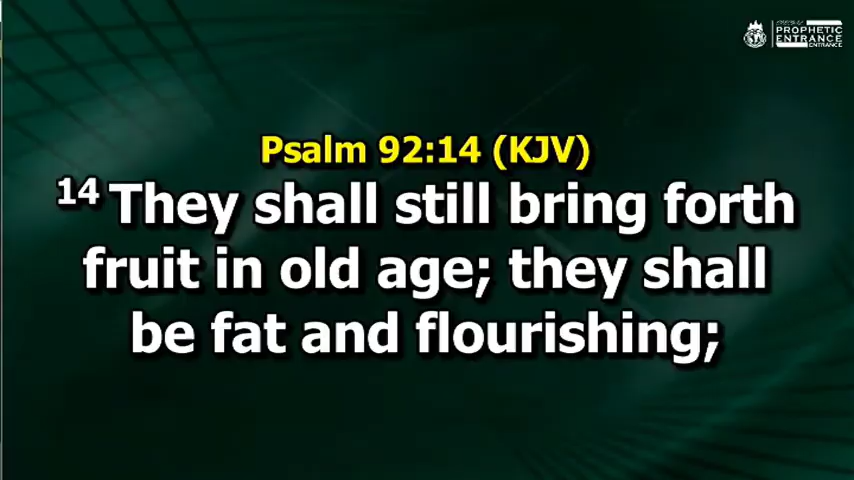 PROPHETIC
ENTRANCE
ENTRANCE
Psalm 92:14 (KJV)
14 They shall still bring forth
fruit in old age; they shall
be fat and flourishing;